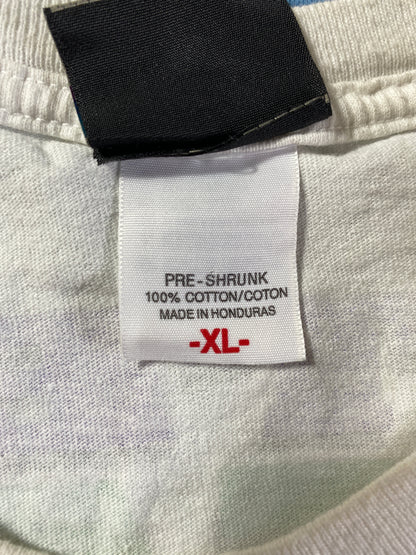 PRE-SHRUNK
100% COTTON/COTON
MADE IN HONDURAS
-XL-